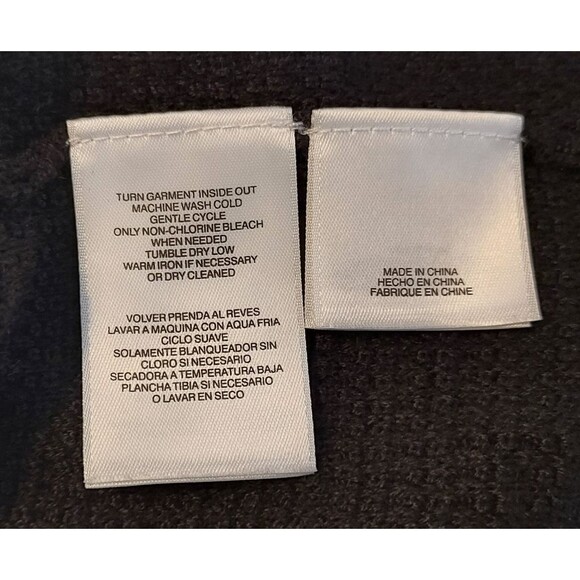 TURN GARMENT INSIDE OUT
MACHINE WASH COLD
GENTLE CYCLE
ONLY NON-CHLORINE BLEACH
WHEN NEEDED
TUMBLE DRY LOW
WARM IRON IF NECESSARY
OR DRY CLEANED
VOLVER PRENDA AL REVES
LAVAR A MAQUINA CON AQUA FRIA
CICLO SUAVE
SOLAMENTE BLANQUEADOR SIN
CLORO SI NECESARIO
SECADORA A TEMPERATURA BAJA
PLANCHA TIBIA SI NECESARIO
O LAVAR EN SECO
MADE IN CHINA
HECHO EN CHINA
FABRIQUE EN CHINE